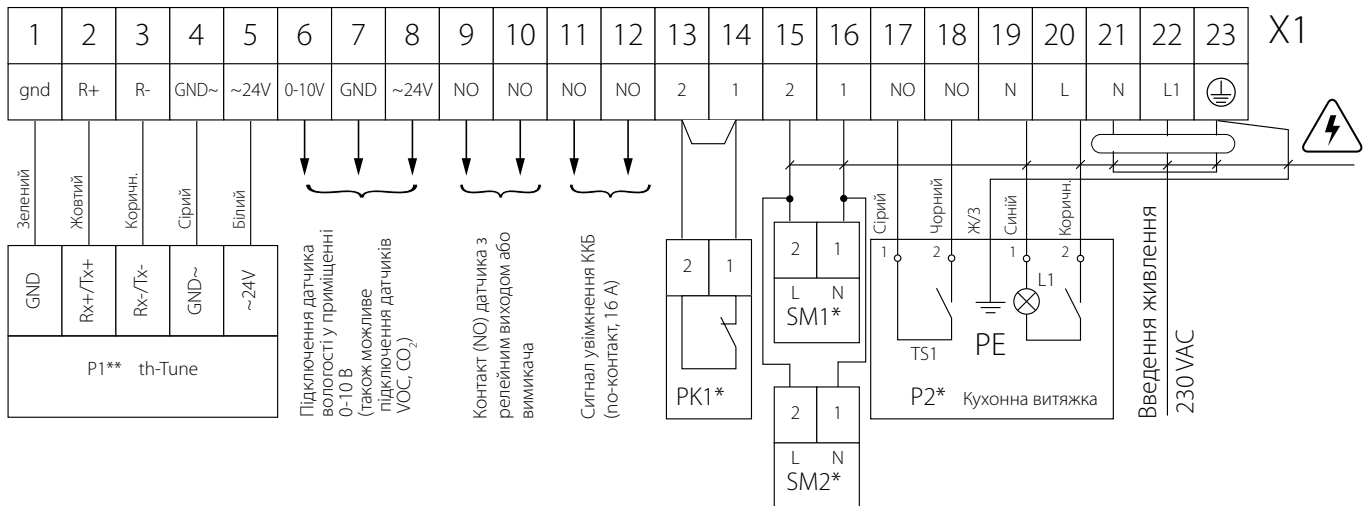 1 2 3 4 5 6 7 8 9 10 11 12 13 14 15 16 17 18 19 20 21 22 23 X1
gnd R+ R- GND~ ~24V 0-10V GND ~24V NO NO NO NO 2 1 2 1 NO NO N L N L1
Зелений
Жовтий
Коричн.
Сірий
Білий
GND
Rx+/Tx+
Rx-/Tx-
GND~
~24V
P1** th-Tune
Підключення датчика
вологості у приміщенні
0-10 В
(також можливе
підключення датчиків
VOC, CO₂)
Контакт (NO) датчика з
релейним виходом або
вимикача
Сигнал увімкнення ККБ
(no-контакт, 16 А)
2 1
PK1*
2 1
L N
SM1*
2 1
L N
SM2*
Сірий
Чорний
Ж/З
Синій
Коричн.
1 2 1 2
L1
TS1
PE
P2* Кухонна витяжка
Введення живлення
230 VAC